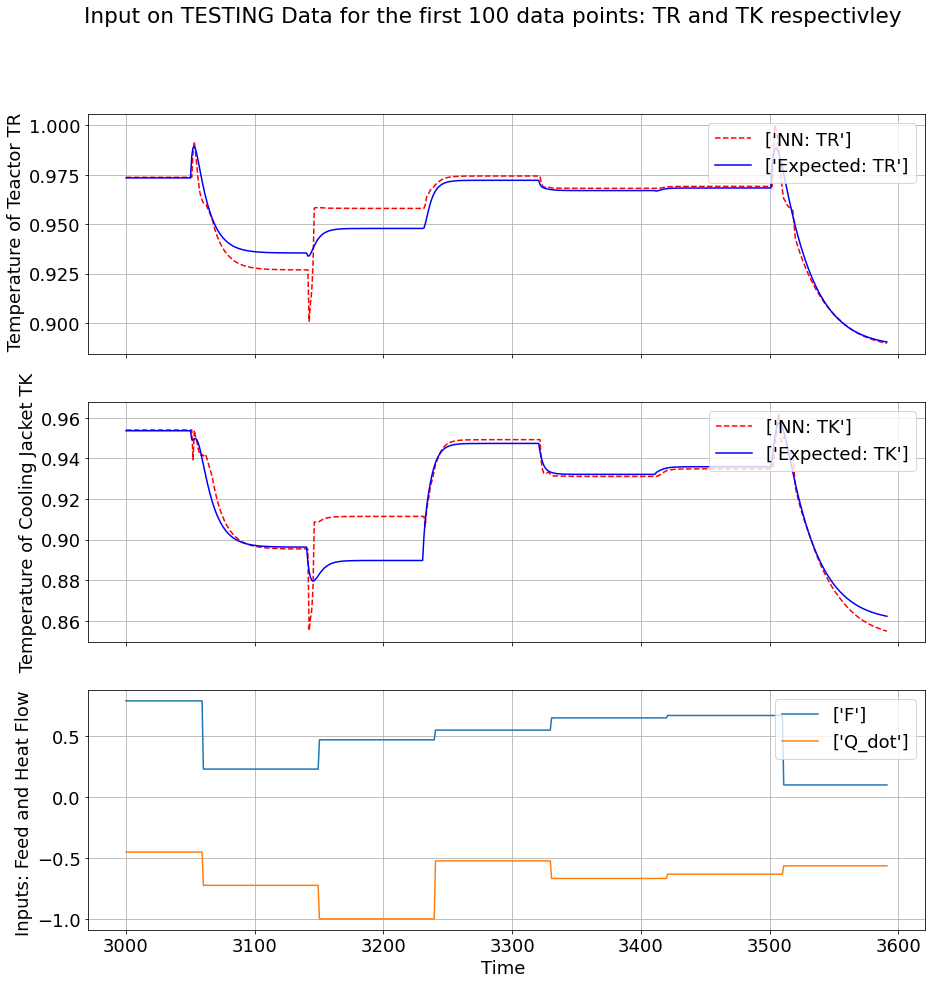 Input on TESTING Data for the first 100 data points: TR and TK respectivley
Temperature of Teactor TR
1.000
0.975
0.950
0.925
0.900
['NN: TR']
['Expected: TR']
Temperature of Cooling Jacket TK
0.96
0.94
0.92
0.90
0.88
0.86
['NN: TK']
['Expected: TK']
Inputs: Feed and Heat Flow
0.5
0.0
−0.5
−1.0
['F']
['Q_dot']
3000 3100 3200 3300 3400 3500 3600
Time